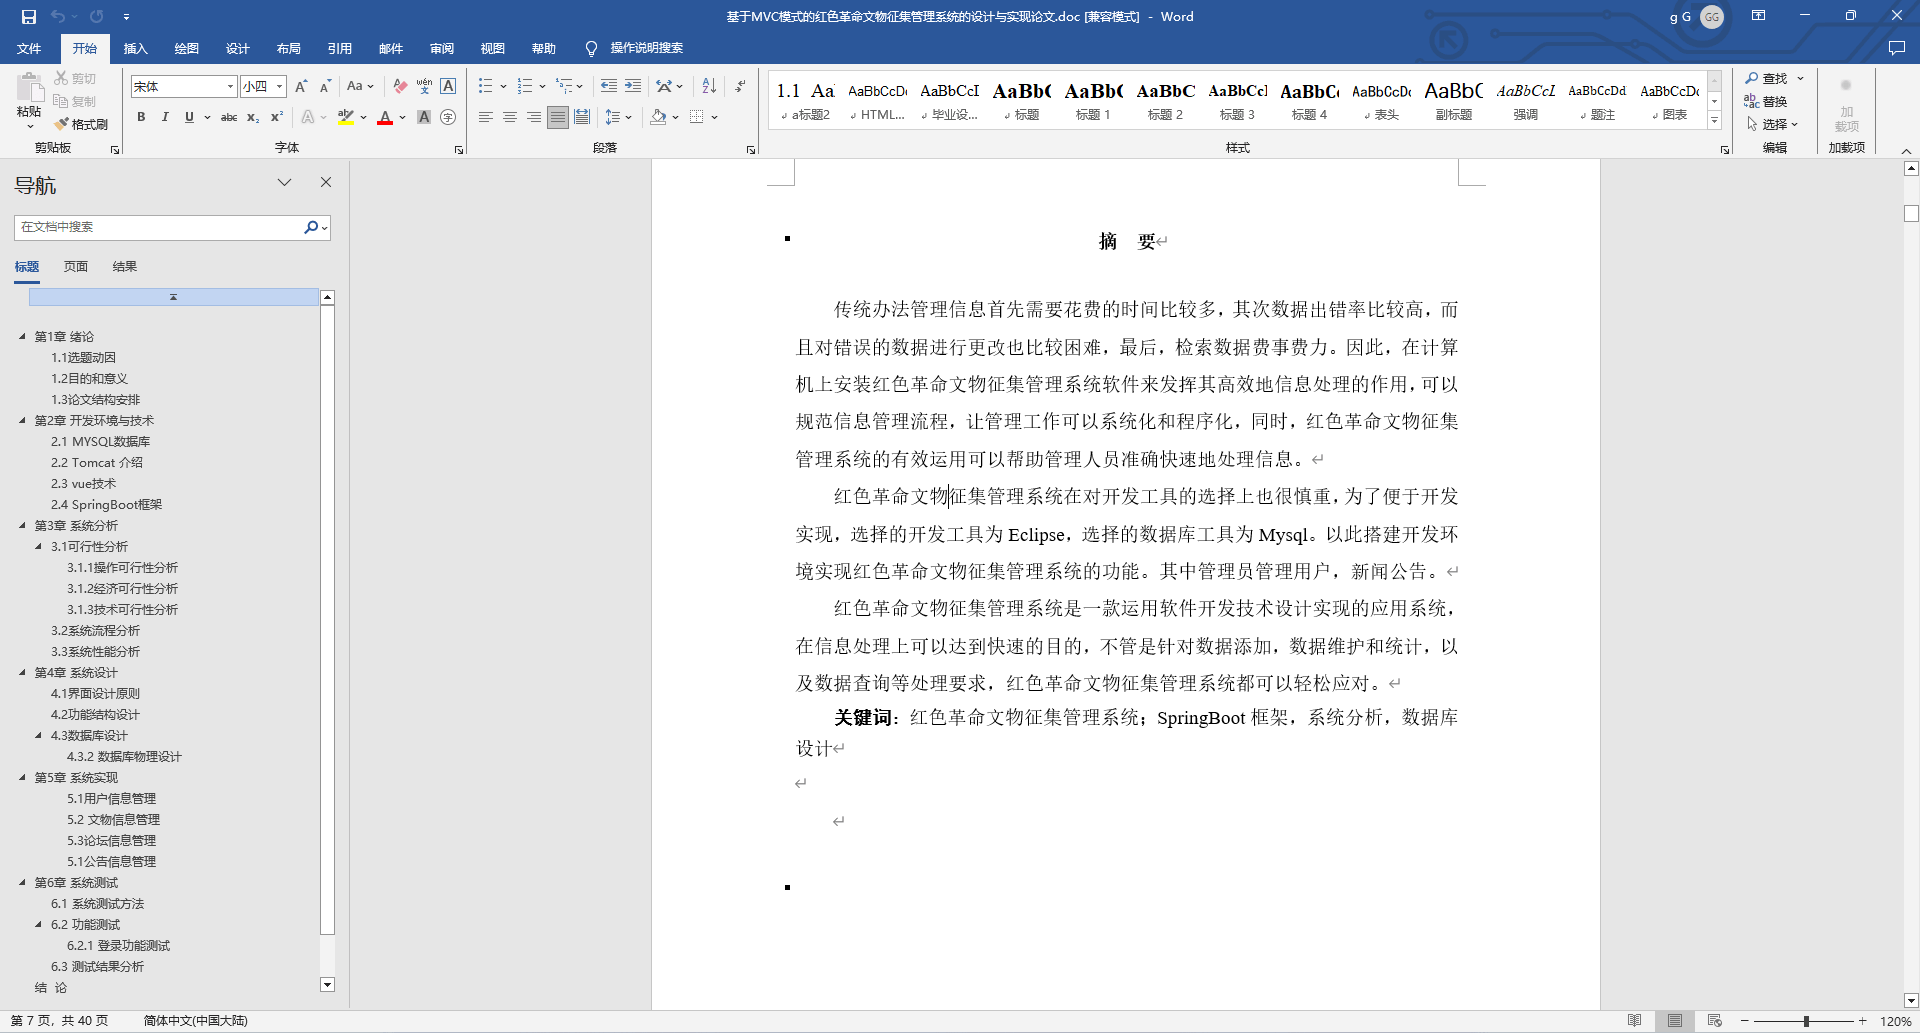 基于MVC模式的红色革命文物征集管理系统的设计与实现论文.doc [兼容模式] - Word
g G
GG
文件 开始 插入 绘图 设计 布局 引用 邮件 审阅 视图 帮助 操作说明搜索
粘贴
剪切
复制
格式刷
剪贴板
宋体
小四
字体
段落
1.1 Aa AaBbCcDc AaBbCcI AaBb( AaBb( AaBbC AaBbCcI AaBbC( AaBbCcDc AaBbC AaBbCcL AaBbCcDd AaBbCcDc
a标题2 HTML... 毕业设... 标题 标题 1 标题 2 标题 3 标题 4 表头 副标题 强调 题注 图表
样式
查找
替换
选择
编辑
加载项
加载项
导航
在文档中搜索
标题 页面 结果
第1章 绪论
1.1选题动因
1.2目的和意义
1.3论文结构安排
第2章 开发环境与技术
2.1 MYSQL数据库
2.2 Tomcat 介绍
2.3 vue技术
2.4 SpringBoot框架
第3章 系统分析
3.1可行性分析
3.1.1操作可行性分析
3.1.2经济可行性分析
3.1.3技术可行性分析
3.2系统流程分析
3.3系统性能分析
第4章 系统设计
4.1界面设计原则
4.2功能结构设计
4.3数据库设计
4.3.2 数据库物理设计
第5章 系统实现
5.1用户信息管理
5.2 文物信息管理
5.3论坛信息管理
5.1公告信息管理
第6章 系统测试
6.1 系统测试方法
6.2 功能测试
6.2.1 登录功能测试
6.3 测试结果分析
结 论
摘 要
传统办法管理信息首先需要花费的时间比较多，其次数据出错率比较高，而
且对错误的数据进行更改也比较困难，最后，检索数据费事费力。因此，在计算
机上安装红色革命文物征集管理系统软件来发挥其高效地信息处理的作用，可以
规范信息管理流程，让管理工作可以系统化和程序化，同时，红色革命文物征集
管理系统的有效运用可以帮助管理人员准确快速地处理信息。
红色革命文物征集管理系统在对开发工具的选择上也很慎重，为了便于开发
实现，选择的开发工具为 Eclipse，选择的数据库工具为 Mysql。以此搭建开发环
境实现红色革命文物征集管理系统的功能。其中管理员管理用户，新闻公告。
红色革命文物征集管理系统是一款运用软件开发技术设计实现的应用系统，
在信息处理上可以达到快速的目的，不管是针对数据添加，数据维护和统计，以
及数据查询等处理要求，红色革命文物征集管理系统都可以轻松应对。
关键词：红色革命文物征集管理系统；SpringBoot 框架，系统分析，数据库
设计
第 7 页，共 40 页 简体中文(中国大陆)
120%